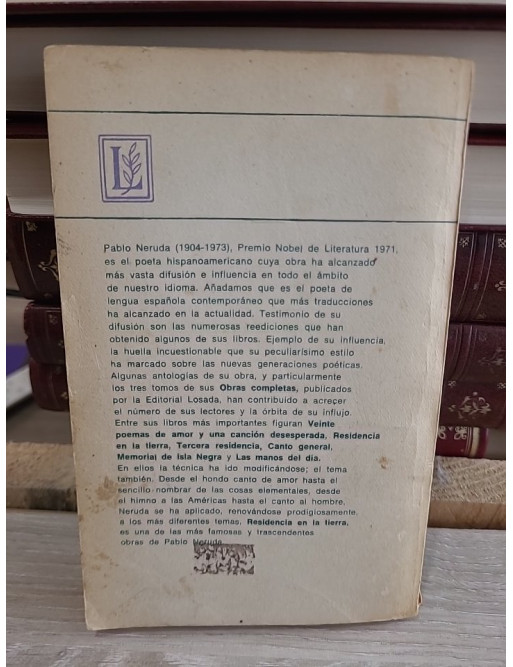 L
Pablo Neruda (1904-1973), Premio Nobel de Literatura 1971,
es el poeta hispanoamericano cuya obra ha alcanzado
más vasta difusión e influencia en todo el ámbito
de nuestro idioma. Añadamos que es el poeta de
lengua española contemporáneo que más traducciones
ha alcanzado en la actualidad. Testimonio de su
difusión son las numerosas reediciones que han
obtenido algunos de sus libros. Ejemplo de su influencia,
la huella incuestionable que su peculiarísimo estilo
ha marcado sobre las nuevas generaciones poéticas.
Algunas antologías de su obra, y particularmente
los tres tomos de sus Obras completas, publicados
por la Editorial Losada, han contribuido a acrecer
el número de sus lectores y la órbita de su influjo.
Entre sus libros más importantes figuran Veinte
poemas de amor y una canción desesperada, Residencia
en la tierra, Tercera residencia, Canto general,
Memorial de Isla Negra y Las manos del día.
En ellos la técnica ha ido modificándose; el tema
también. Desde el hondo canto de amor hasta el
sencillo nombrar de las cosas elementales, desde
el himno a las Américas hasta el canto al hombre,
Neruda se ha aplicado, renovándose prodigiosamente,
a los más diferentes temas. Residencia en la tierra,
es una de las más famosas y trascendentes
obras de Pablo Neruda